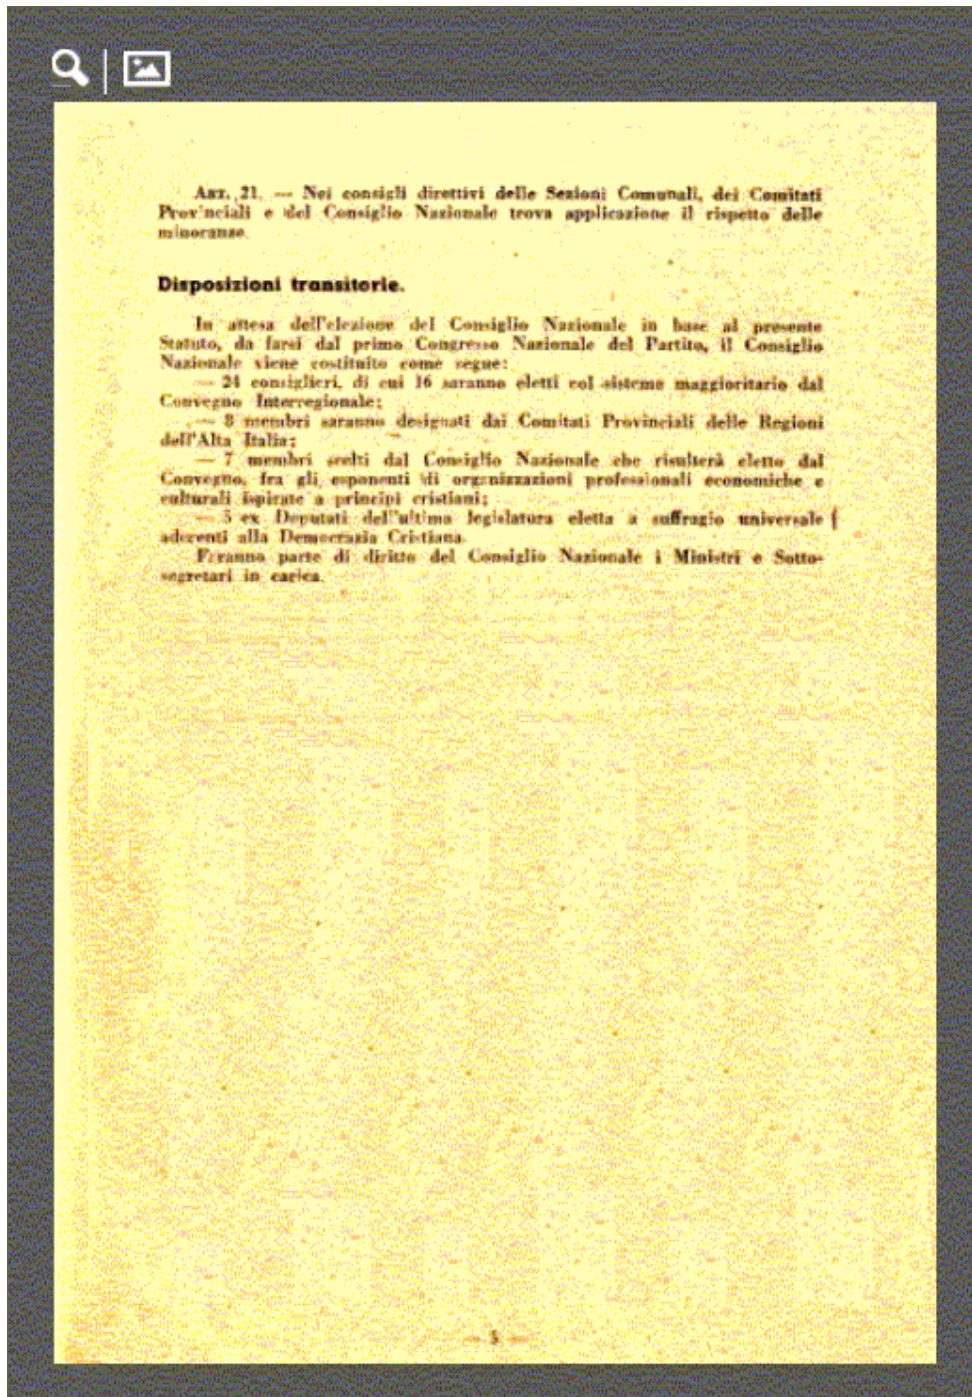 Art. 21. — Nei consigli direttivi delle Sezioni Comunali, dei Comitati
Prov'nciali e del Consiglio Nazionale trova applicazione il rispetto delle
minoranze.
Disposizioni transitorie.
In attesa dell'elezione del Consiglio Nazionale in base al presente
Statuto, da farsi dal primo Congresso Nazionale del Partito, il Consiglio
Nazionale viene costituito come segue:
— 24 consiglieri, di cui 16 saranno eletti col sistema maggioritario dal
Convegno Interregionale;
— 8 membri saranno designati dai Comitati Provinciali delle Regioni
dell'Alta Italia;
— 7 membri scelti dal Consiglio Nazionale che risulterà eletto dal
Convegno, fra gli esponenti di organizzazioni professionali economiche e
culturali ispirate a principi cristiani;
— 5 ex Deputati dell'ultima legislatura eletta a suffragio universale
aderenti alla Democrazia Cristiana.
Faranno parte di diritto del Consiglio Nazionale i Ministri e Sotto-
segretari in carica.
— 5 —